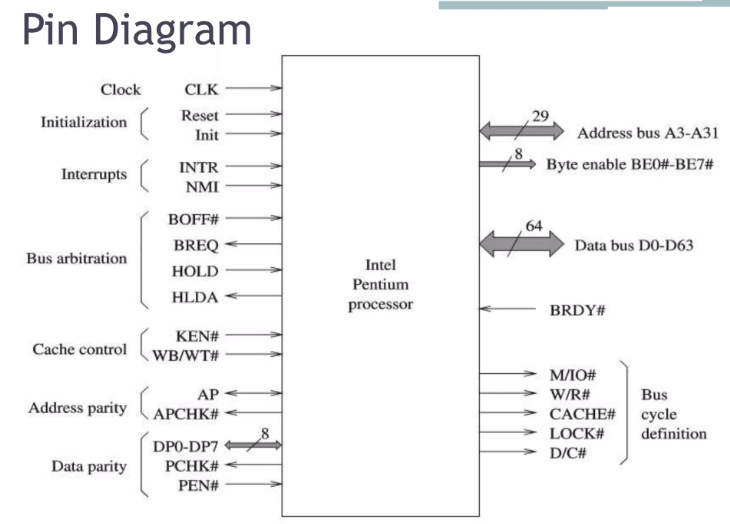 Pin Diagram
Clock CLK
Initialization
Reset
Init
Interrupts
INTR
NMI
Bus arbitration
BOFF#
BREQ
HOLD
HLDA
Cache control
KEN#
WB/WT#
Address parity
AP
APCHK#
Data parity
DP0-DP7 8
PCHK#
PEN#
Intel
Pentium
processor
29
Address bus A3-A31
8
Byte enable BE0#-BE7#
64
Data bus D0-D63
BRDY#
M/IO#
W/R#
CACHE#
LOCK#
D/C#
Bus
cycle
definition